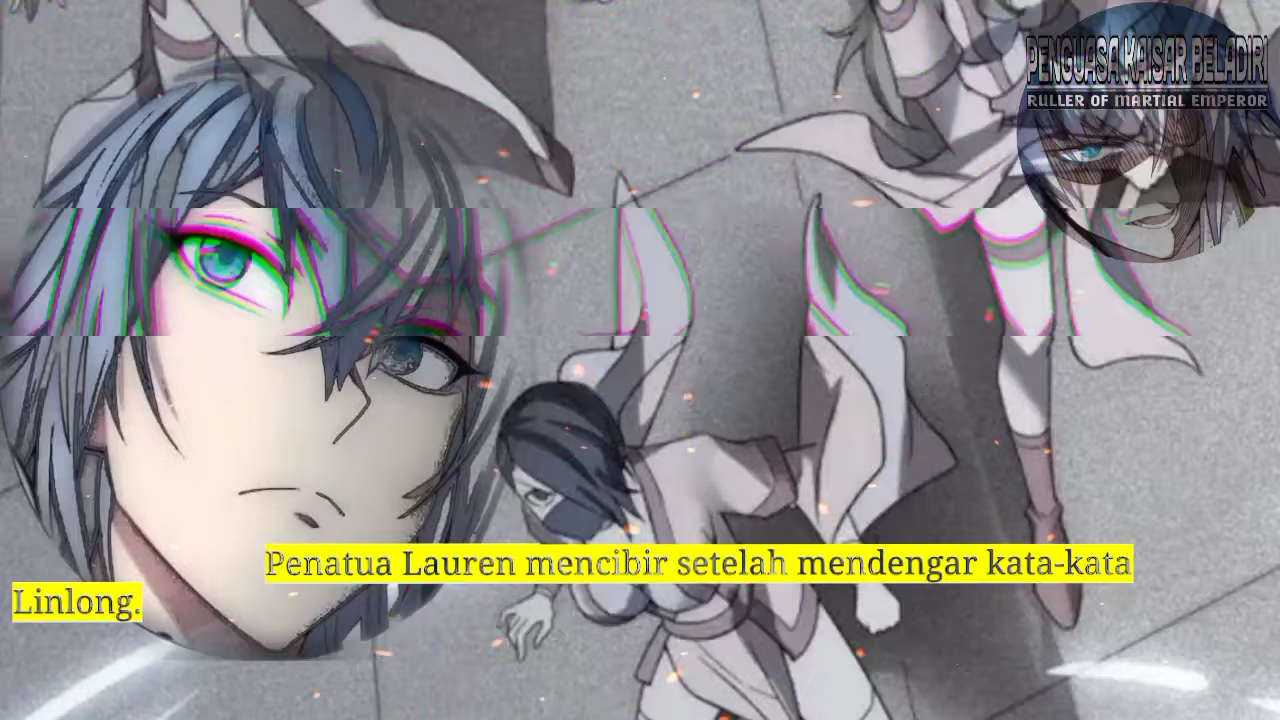 PENGUASA KAISAR BELADIRI
RULLER OF MARTIAL EMPEROR
Penatua Lauren mencibir setelah mendengar kata-kata
Linlong.